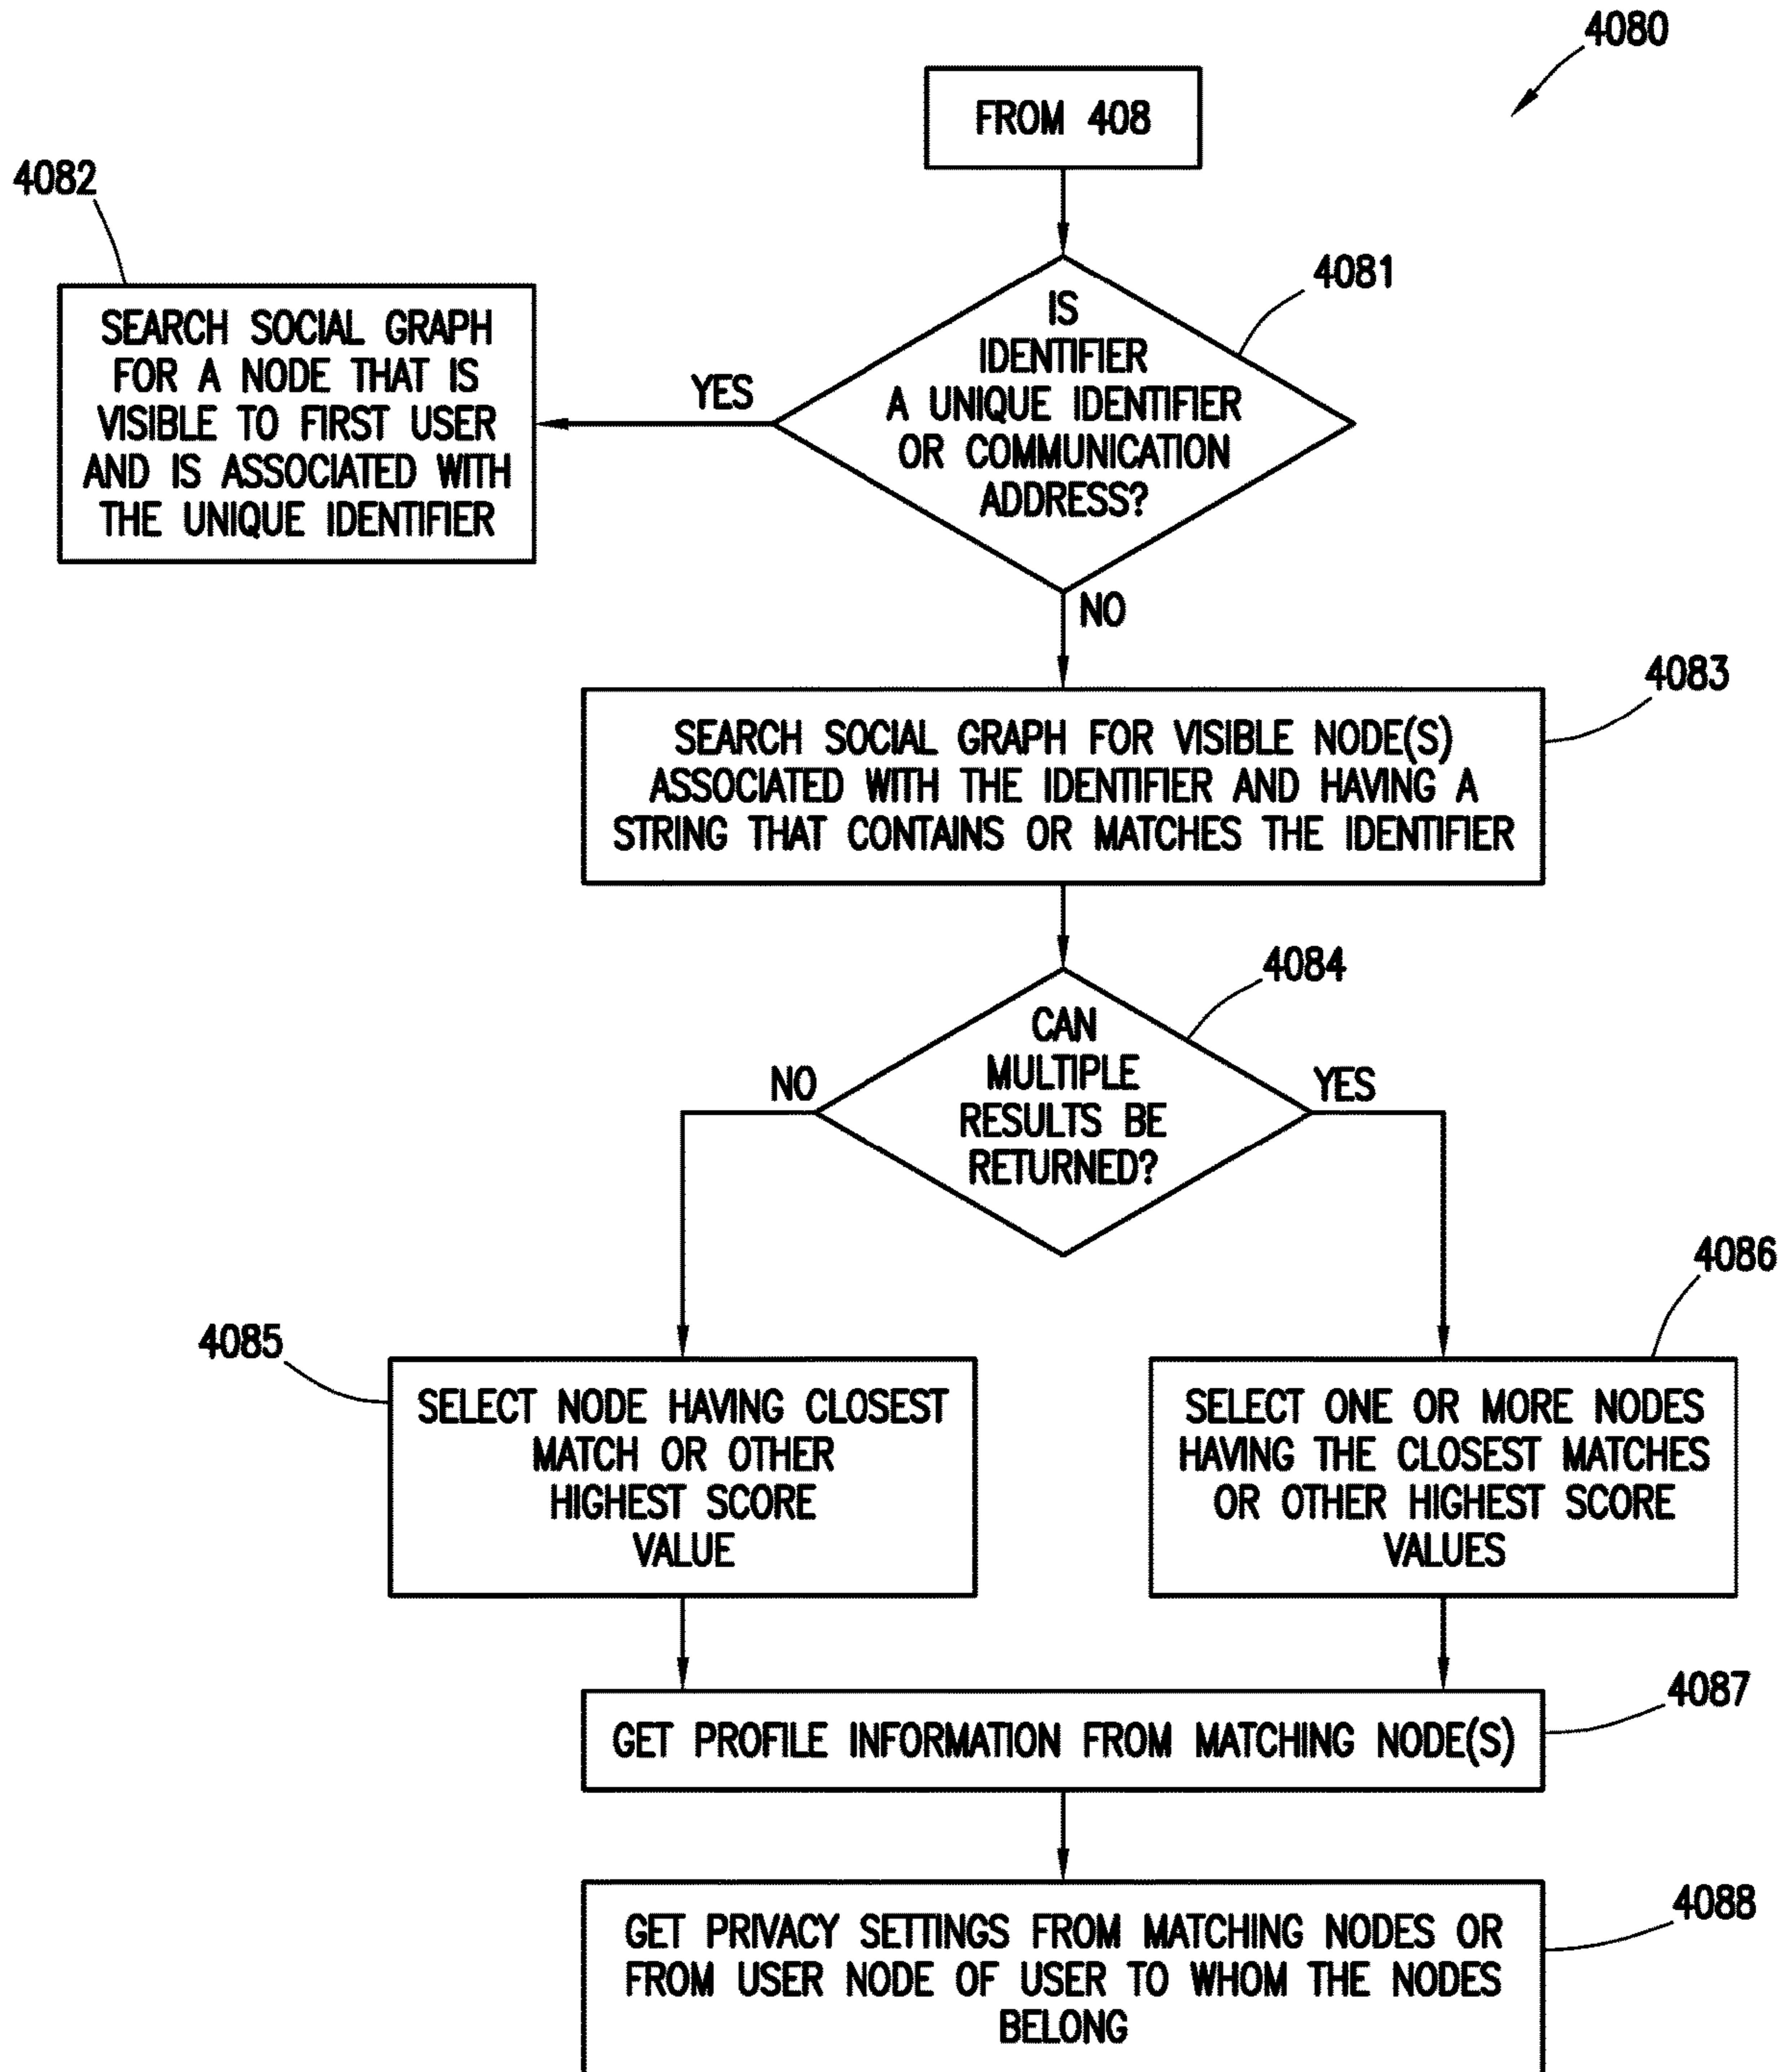 4080
FROM 408
4082
4081
SEARCH SOCIAL GRAPH
FOR A NODE THAT IS
VISIBLE TO FIRST USER
AND IS ASSOCIATED WITH
THE UNIQUE IDENTIFIER
YES
IS
IDENTIFIER
A UNIQUE IDENTIFIER
OR COMMUNICATION
ADDRESS?
NO
4083
SEARCH SOCIAL GRAPH FOR VISIBLE NODE(S)
ASSOCIATED WITH THE IDENTIFIER AND HAVING A
STRING THAT CONTAINS OR MATCHES THE IDENTIFIER
4084
CAN
MULTIPLE
RESULTS BE
RETURNED?
NO
YES
4085
4086
SELECT NODE HAVING CLOSEST
MATCH OR OTHER
HIGHEST SCORE
VALUE
SELECT ONE OR MORE NODES
HAVING THE CLOSEST MATCHES
OR OTHER HIGHEST SCORE
VALUES
4087
GET PROFILE INFORMATION FROM MATCHING NODE(S)
4088
GET PRIVACY SETTINGS FROM MATCHING NODES OR
FROM USER NODE OF USER TO WHOM THE NODES
BELONG